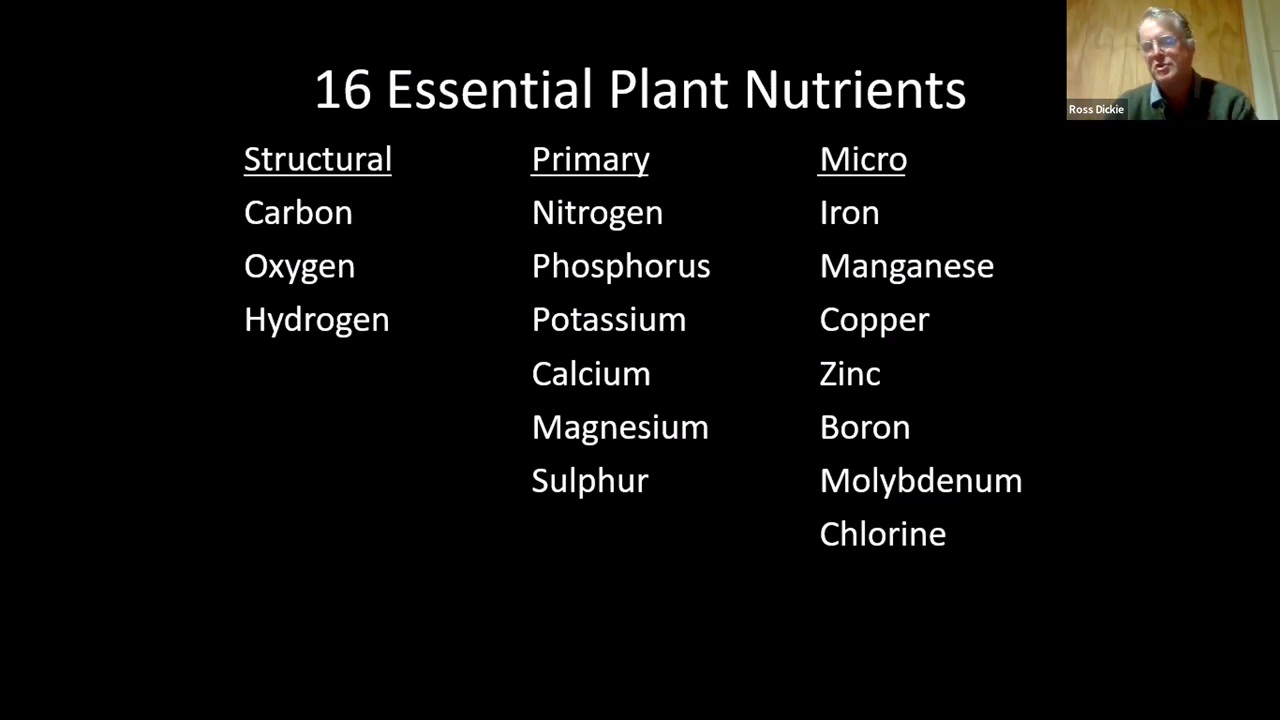 16 Essential Plant Nutrients
Ross Dickie
Structural
Carbon
Oxygen
Hydrogen
Primary
Nitrogen
Phosphorus
Potassium
Calcium
Magnesium
Sulphur
Micro
Iron
Manganese
Copper
Zinc
Boron
Molybdenum
Chlorine